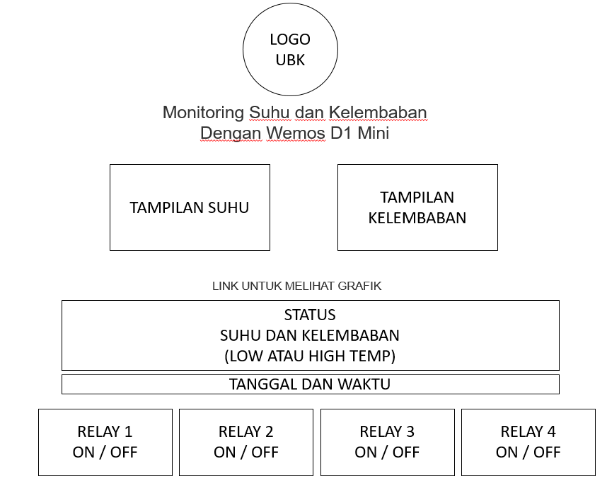 LOGO
UBK
Monitoring Suhu dan Kelembaban
Dengan Wemos D1 Mini
TAMPILAN SUHU
TAMPILAN
KELEMBABAN
LINK UNTUK MELIHAT GRAFIK
STATUS
SUHU DAN KELEMBABAN
(LOW ATAU HIGH TEMP)
TANGGAL DAN WAKTU
RELAY 1
ON / OFF
RELAY 2
ON / OFF
RELAY 3
ON / OFF
RELAY 4
ON / OFF